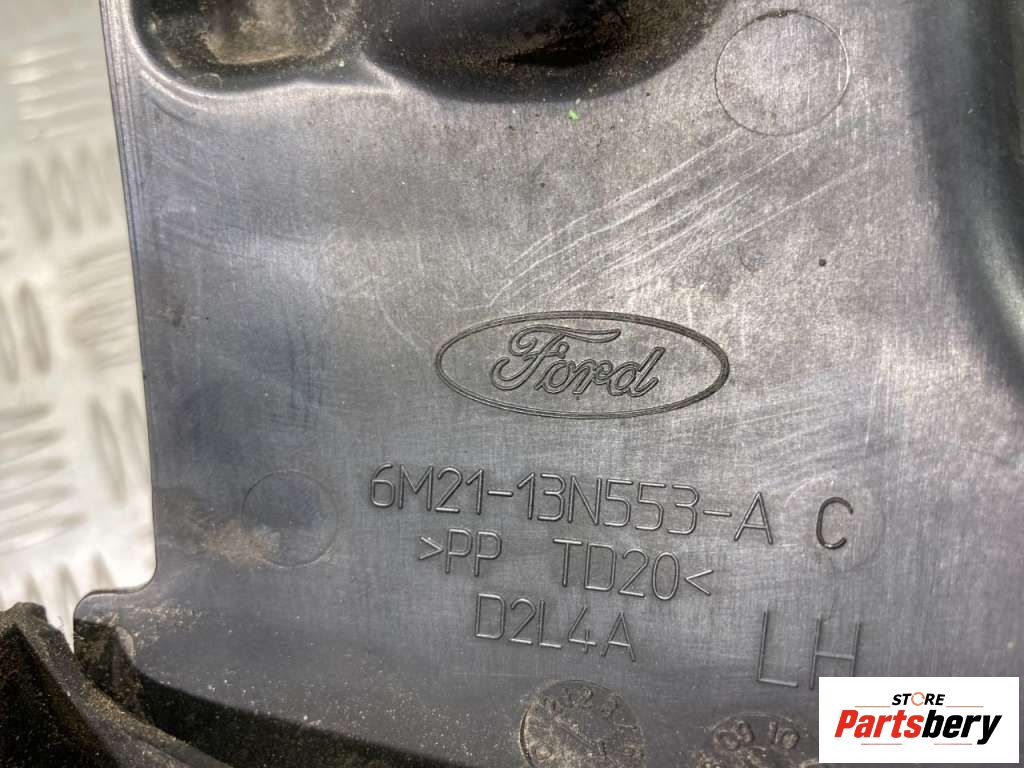 Ford
6M21-13N553-A C
>PP TD20<
D2L4A
LH
STORE
Partsbery